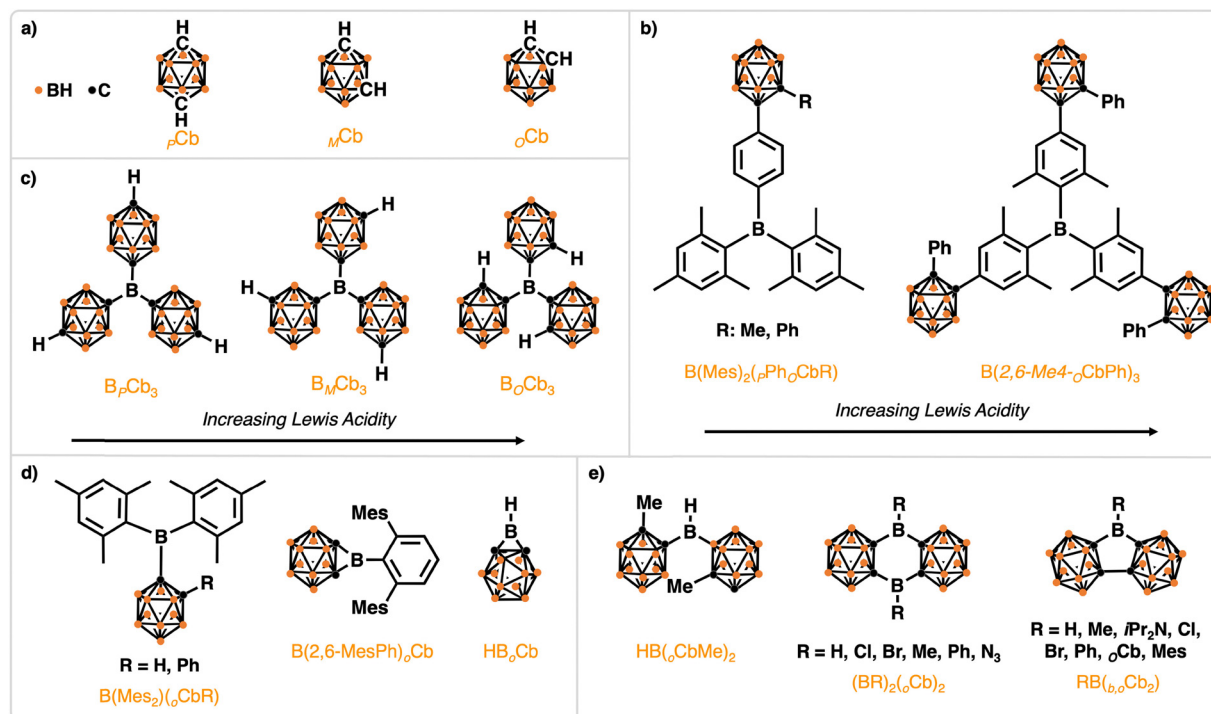 a)
H
C
C
H
PCb
H
C
CH
MCb
H
C
CH
OCb
BH
C
b)
R
B
R: Me, Ph
B(Mes)2(PPhOCbR)
Ph
B
Ph
Ph
B(2,6-Me4-OCbPh)3
Increasing Lewis Acidity
c)
H
B
H
H
BPCb3
H
H
B
H
BMCb3
H
H
B
H
BOCb3
Increasing Lewis Acidity
d)
B
R
R = H, Ph
B(Mes2)(oCbR)
Mes
B
Mes
B(2,6-MesPh)oCb
H
B
HBoCb
e)
Me
H
B
Me
HB(oCbMe)2
R
B
B
R
R = H, Cl, Br, Me, Ph, N3
(BR)2(oCb)2
R
B
R = H, Me, iPr2N, Cl,
Br, Ph, oCb, Mes
RB(b,oCb2)